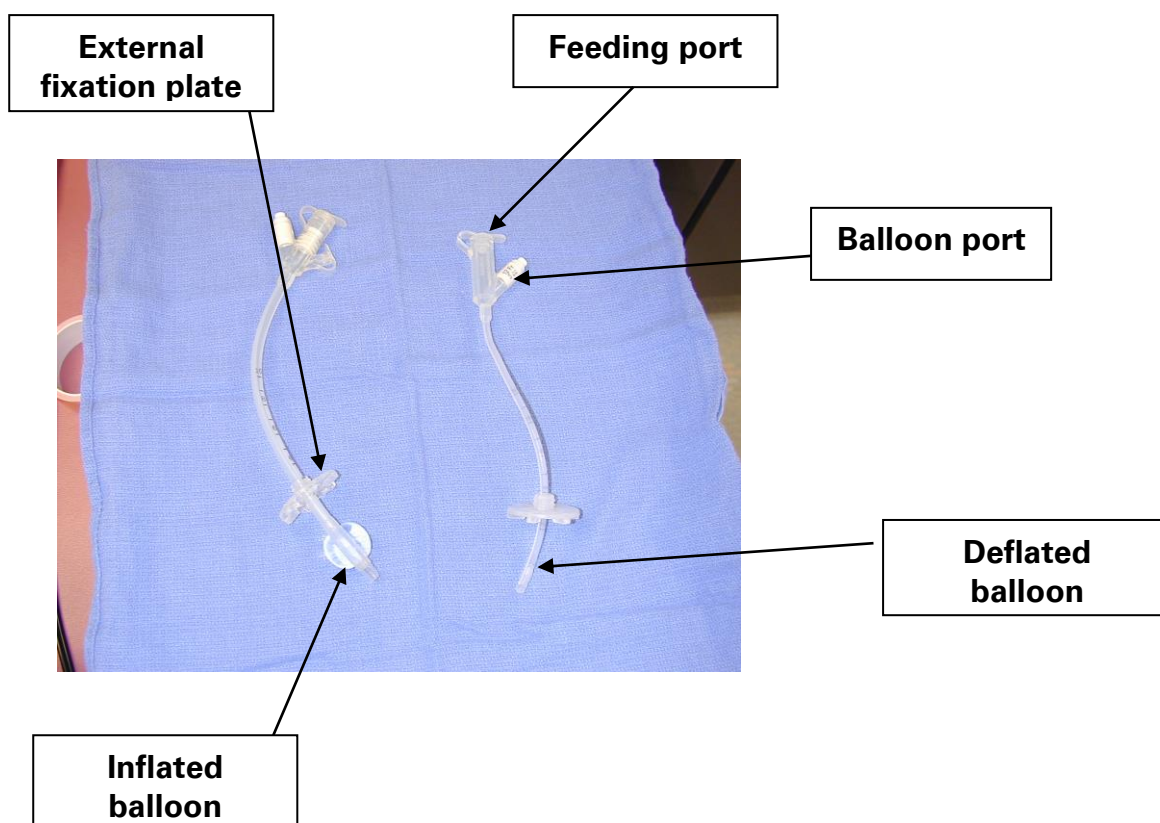 External
fixation plate
Feeding port
Balloon port
Deflated
balloon
Inflated
balloon